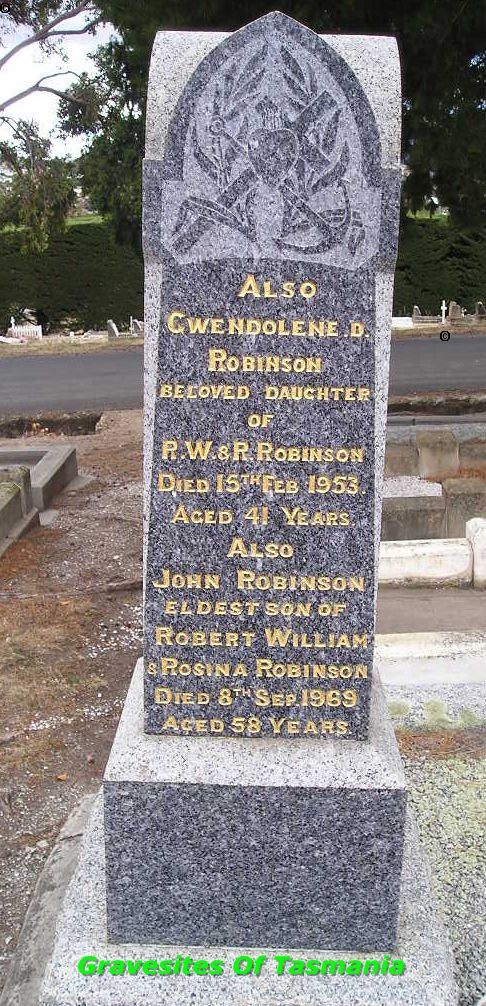 ALSO
GWENDOLENE. D.
ROBINSON
BELOVED DAUGHTER
OF
R.W. & R. ROBINSON
DIED 15TH FEB 1953.
AGED 41 YEARS.
ALSO
JOHN ROBINSON
ELDEST SON OF
ROBERT WILLIAM
& ROSINA ROBINSON
DIED 8TH SEP. 1969
AGED 58 YEARS
Gravesites Of Tasmania